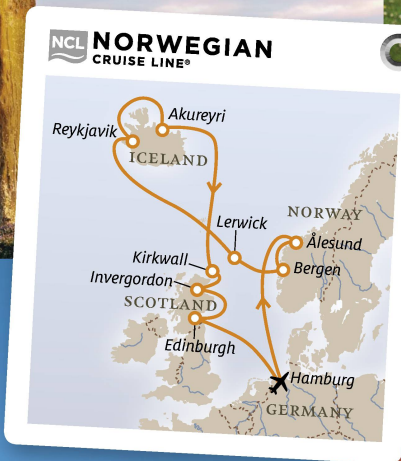 NCL NORWEGIAN
CRUISE LINE®
Akureyri
Reykjavik
ICELAND
Lerwick
NORWAY
Ålesund
Kirkwall
Bergen
Invergordon
SCOTLAND
Edinburgh
Hamburg
GERMANY